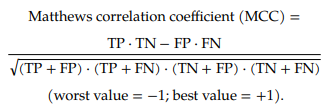 Matthews correlation coefficient (MCC) =
TP · TN − FP · FN
√(TP + FP) · (TP + FN) · (TN + FP) · (TN + FN)
(worst value = −1; best value = +1).